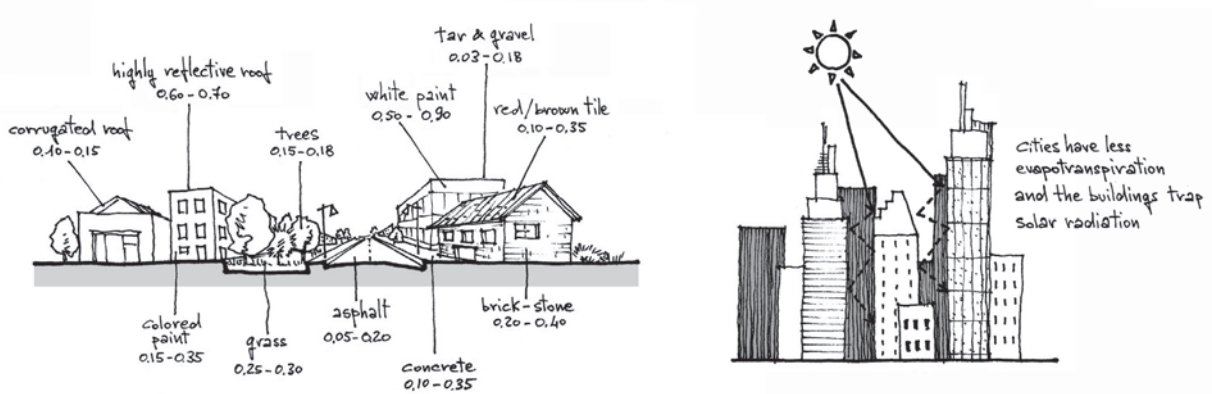 corrugated roof
0.10-0.15
highly reflective roof
0.60-0.70
trees
0.15-0.18
white paint
0.50-0.90
tar & gravel
0.03-0.18
red/brown tile
0.10-0.35
colored
paint
0.15-0.35
grass
0.25-0.30
asphalt
0.05-0.20
concrete
0.10-0.35
brick-stone
0.20-0.40
cities have less
evapotranspiration
and the buildings trap
solar radiation